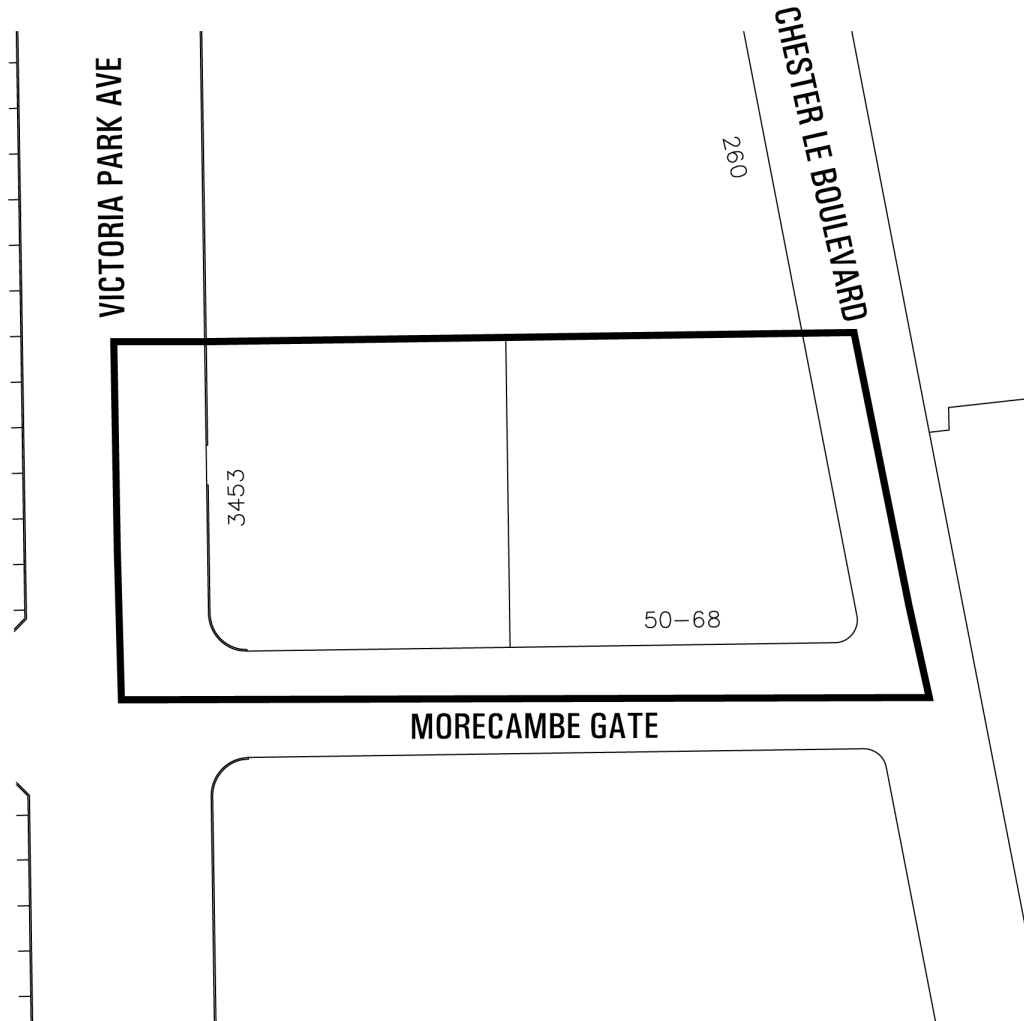 VICTORIA PARK AVE
CHESTER LE BOULEVARD
260
3453
50-68
MORECAMBE GATE